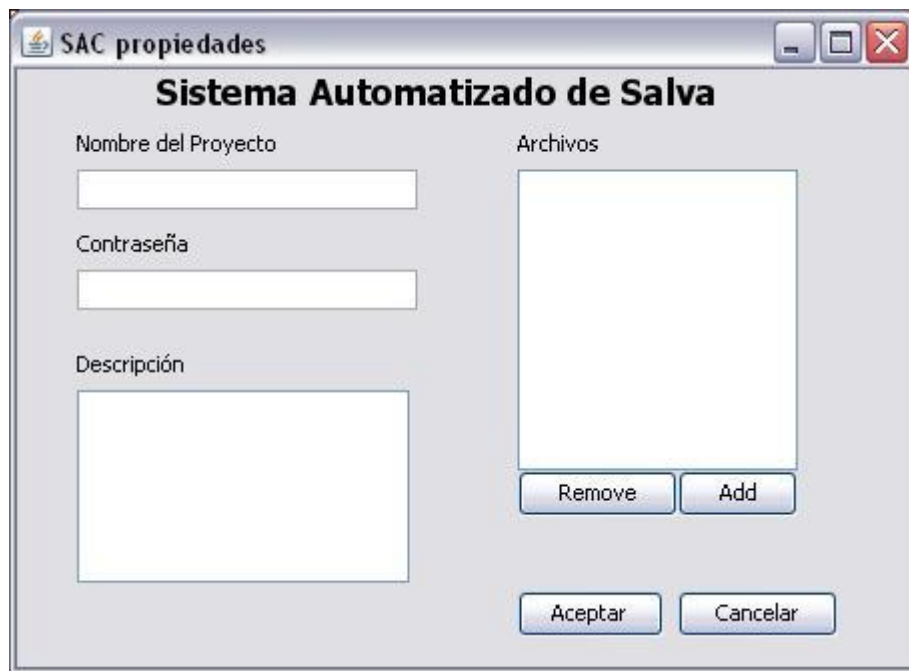 SAC propiedades
Sistema Automatizado de Salva
Nombre del Proyecto
Archivos
Contraseña
Descripción
Remove
Add
Aceptar
Cancelar